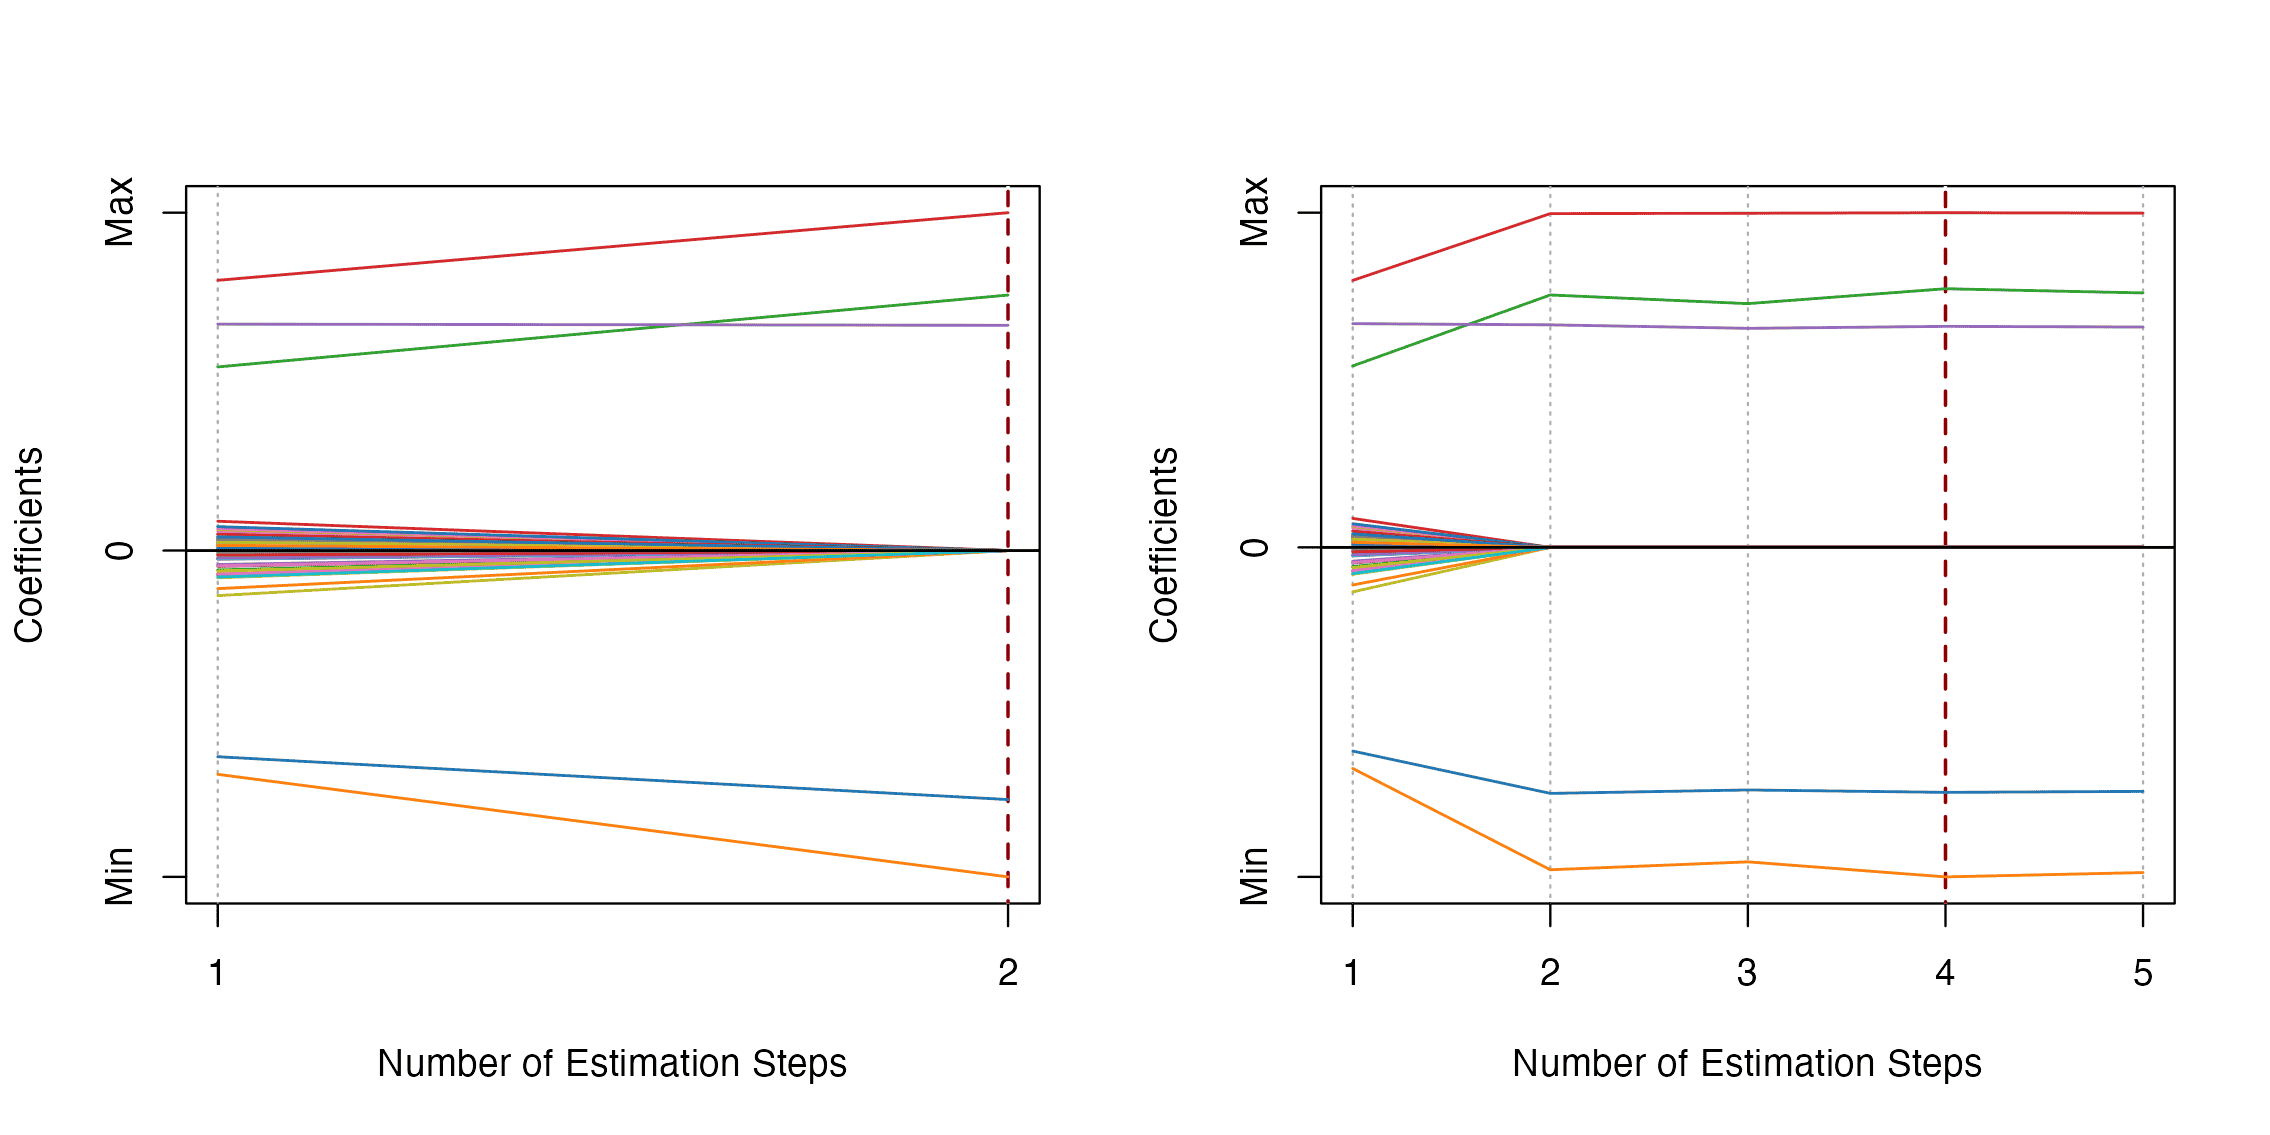 Max
0
Min
Coefficients
1 2
Number of Estimation Steps
Max
0
Min
Coefficients
1 2 3 4 5
Number of Estimation Steps